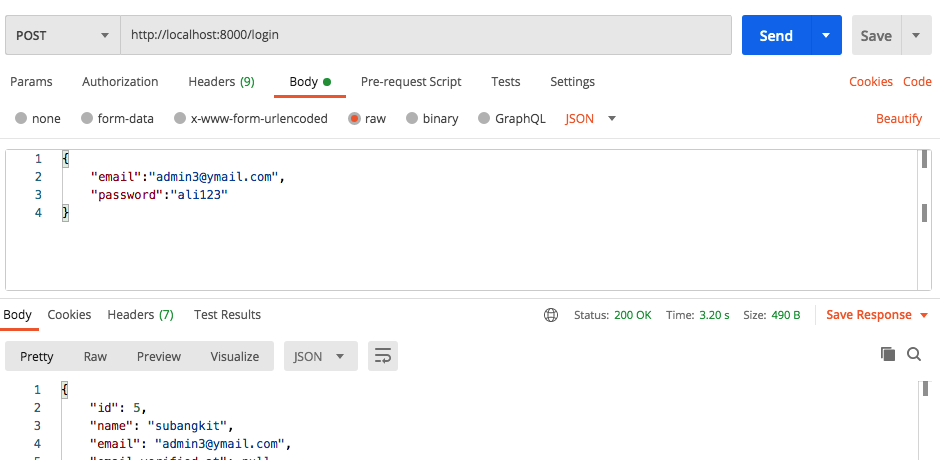 POST http://localhost:8000/login Send Save
Params Authorization Headers (9) Body Pre-request Script Tests Settings Cookies Code
none form-data x-www-form-urlencoded raw binary GraphQL JSON Beautify
1 {
2 "email":"admin3@ymail.com",
3 "password":"ali123"
4 }
Body Cookies Headers (7) Test Results Status: 200 OK Time: 3.20 s Size: 490 B Save Response
Pretty Raw Preview Visualize JSON
1 {
2 "id": 5,
3 "name": "subangkit",
4 "email": "admin3@ymail.com",